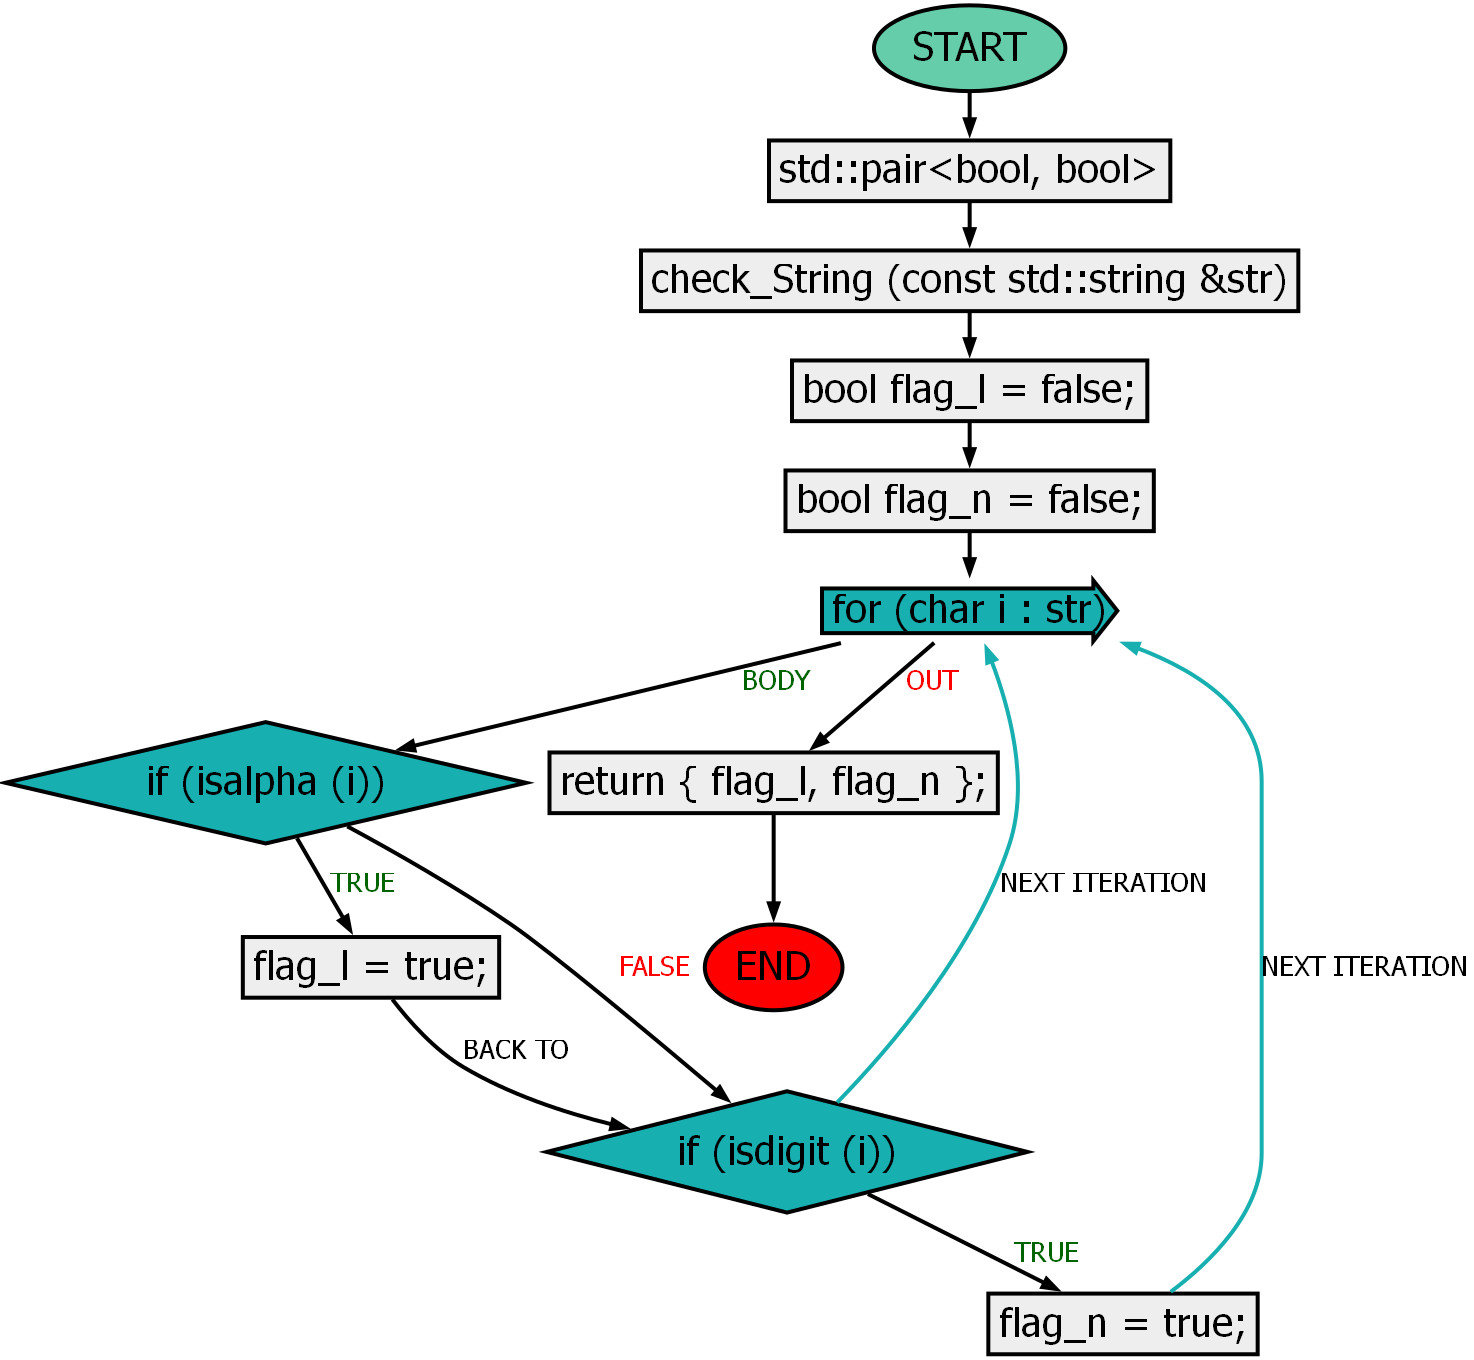 START
std::pair<bool, bool>
check_String (const std::string &str)
bool flag_l = false;
bool flag_n = false;
for (char i : str)
BODY
OUT
if (isalpha (i))
return { flag_l, flag_n };
TRUE
NEXT ITERATION
flag_l = true;
FALSE
END
NEXT ITERATION
BACK TO
if (isdigit (i))
TRUE
flag_n = true;